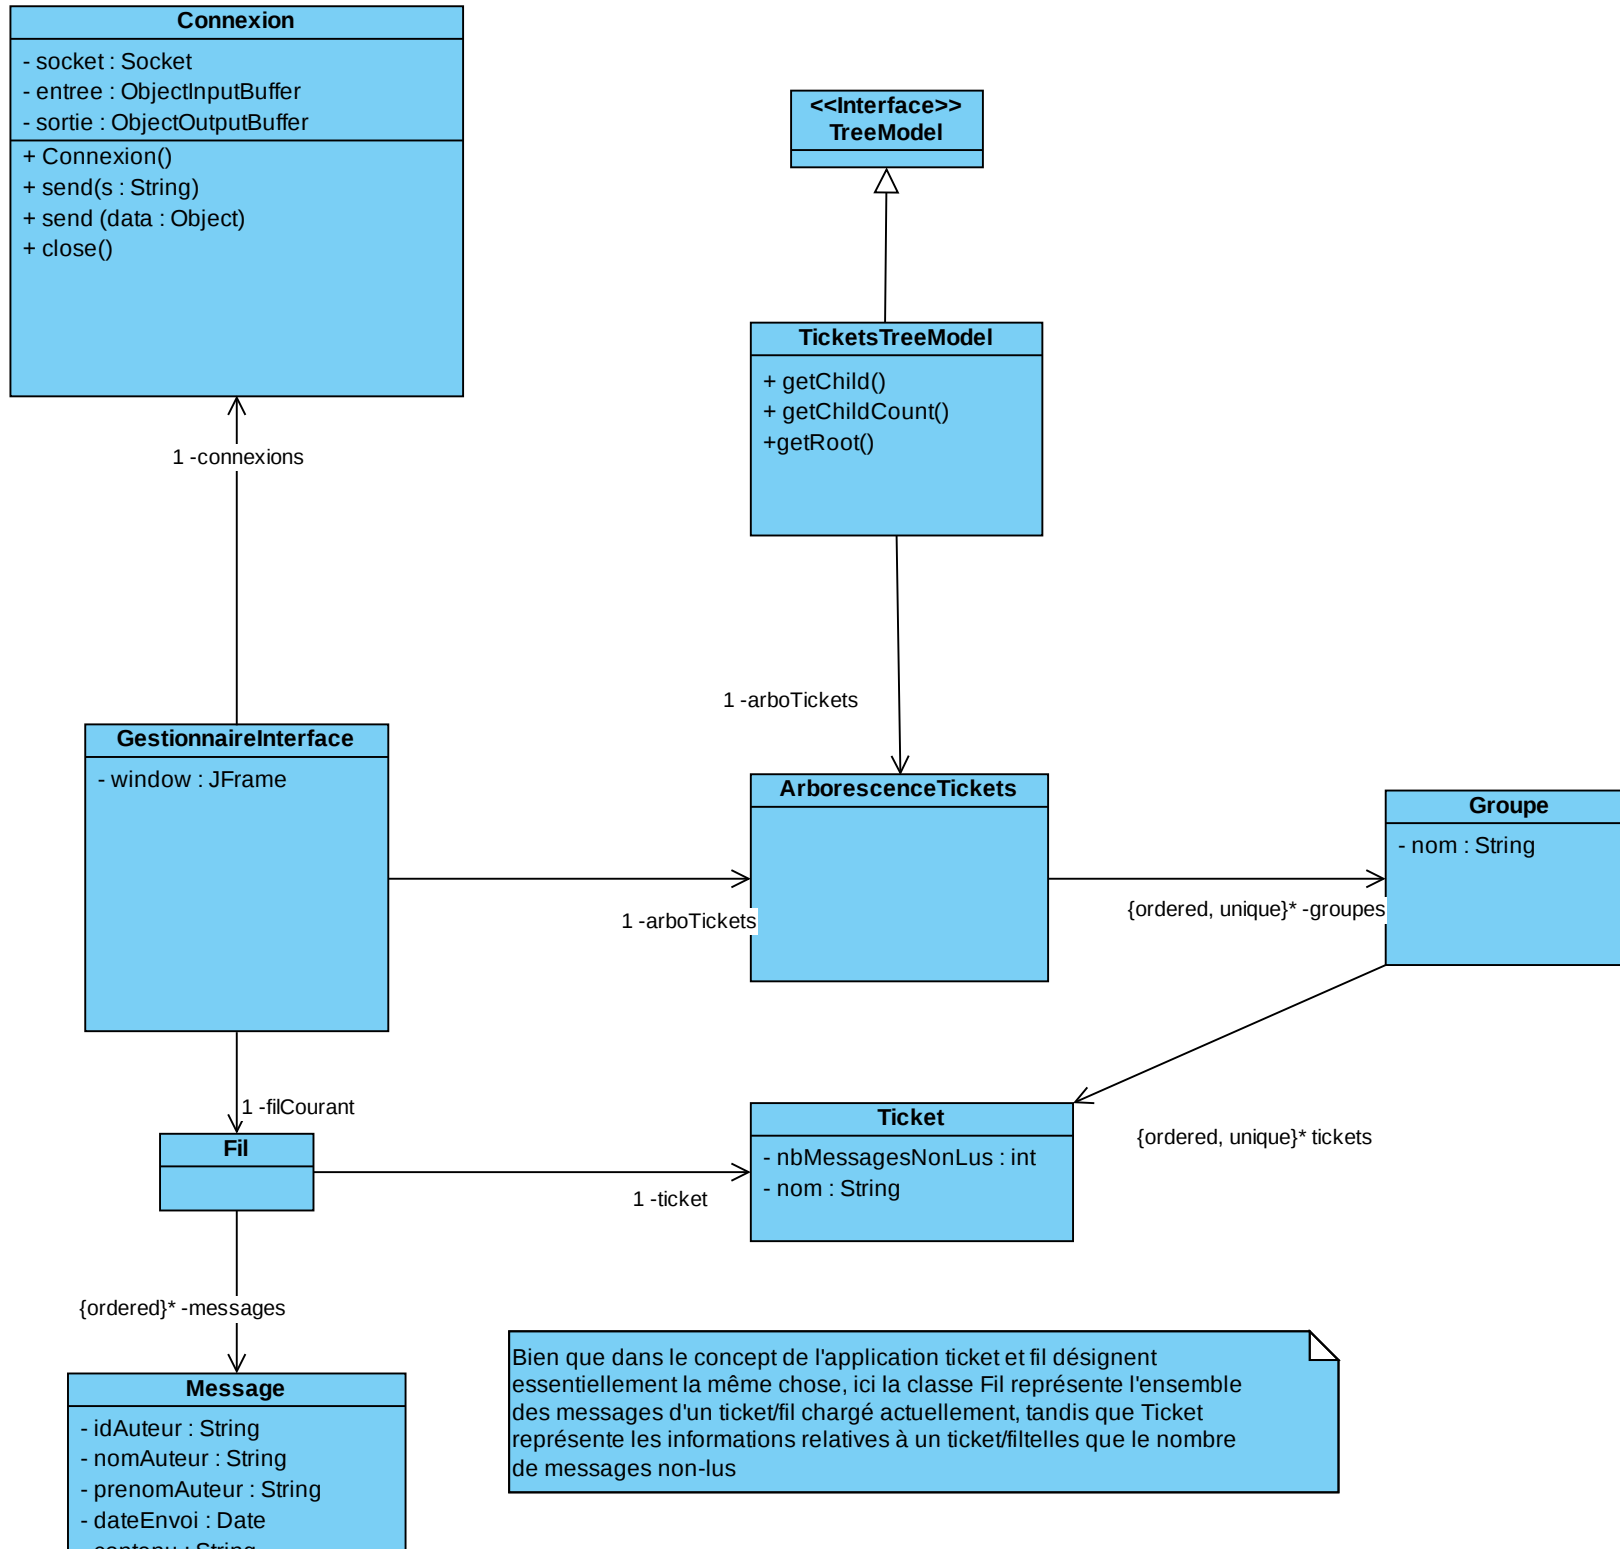 Connexion
- socket : Socket
- entree : ObjectInputBuffer
- sortie : ObjectOutputBuffer
+ Connexion()
+ send(s : String)
+ send (data : Object)
+ close()
<<Interface>>
TreeModel
TicketsTreeModel
+ getChild()
+ getChildCount()
+getRoot()
1 -connexions
1 -arboTickets
GestionnaireInterface
- window : JFrame
ArborescenceTickets
Groupe
- nom : String
1 -arboTickets
{ordered, unique}* -groupes
1 -filCourant
Fil
Ticket
- nbMessagesNonLus : int
- nom : String
{ordered, unique}* tickets
1 -ticket
{ordered}* -messages
Message
- idAuteur : String
- nomAuteur : String
- prenomAuteur : String
- dateEnvoi : Date
- contenu : String
Bien que dans le concept de l'application ticket et fil désignent
essentiellement la même chose, ici la classe Fil représente l'ensemble
des messages d'un ticket/fil chargé actuellement, tandis que Ticket
représente les informations relatives à un ticket/filtelles que le nombre
de messages non-lus